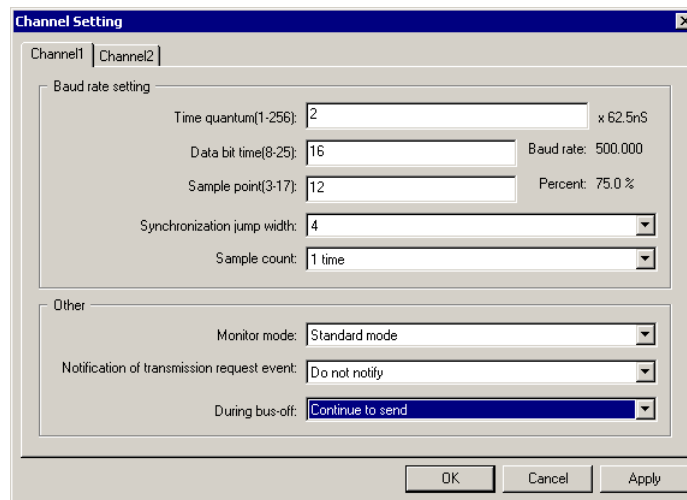 Channel Setting
Channel1 Channel2
Baud rate setting
Time quantum(1-256): 2 x 62.5nS
Data bit time(8-25): 16 Baud rate: 500.000
Sample point(3-17): 12 Percent: 75.0 %
Synchronization jump width: 4
Sample count: 1 time
Other
Monitor mode: Standard mode
Notification of transmission request event: Do not notify
During bus-off: Continue to send
OK Cancel Apply